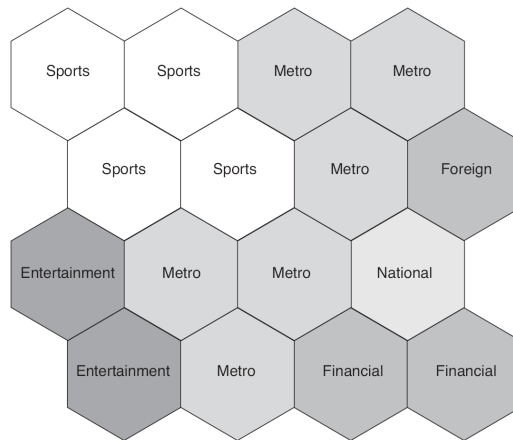 Sports Sports Metro Metro
Sports Sports Metro Foreign
Entertainment Metro Metro National
Entertainment Metro Financial Financial